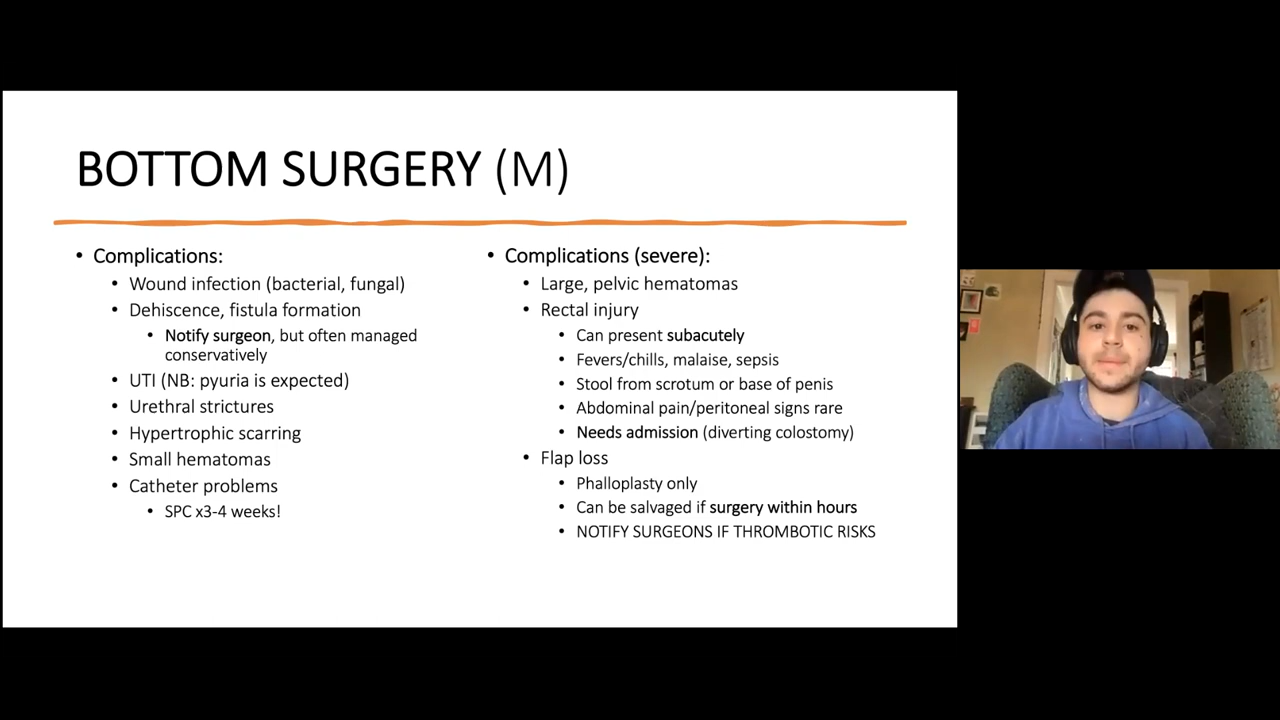 BOTTOM SURGERY (M)
• Complications:
• Wound infection (bacterial, fungal)
• Dehiscence, fistula formation
• Notify surgeon, but often managed
conservatively
• UTI (NB: pyuria is expected)
• Urethral strictures
• Hypertrophic scarring
• Small hematomas
• Catheter problems
• SPC x3-4 weeks!
• Complications (severe):
• Large, pelvic hematomas
• Rectal injury
• Can present subacutely
• Fevers/chills, malaise, sepsis
• Stool from scrotum or base of penis
• Abdominal pain/peritoneal signs rare
• Needs admission (diverting colostomy)
• Flap loss
• Phalloplasty only
• Can be salvaged if surgery within hours
• NOTIFY SURGEONS IF THROMBOTIC RISKS